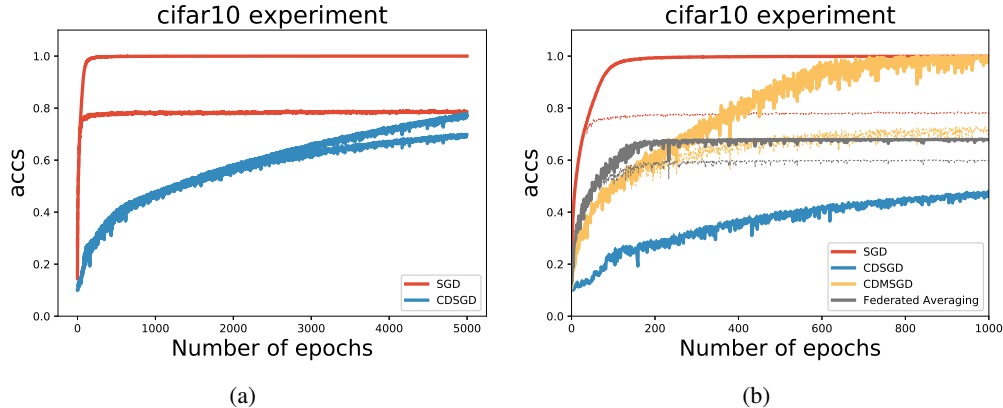 cifar10 experiment
accs
1.0
0.8
0.6
0.4
0.2
0.0
0
1000
2000
3000
4000
5000
Number of epochs
SGD
CDSGD
(a)
cifar10 experiment
accs
1.0
0.8
0.6
0.4
0.2
0.0
0
200
400
600
800
1000
Number of epochs
SGD
CDSGD
CDMSGD
Federated Averaging
(b)